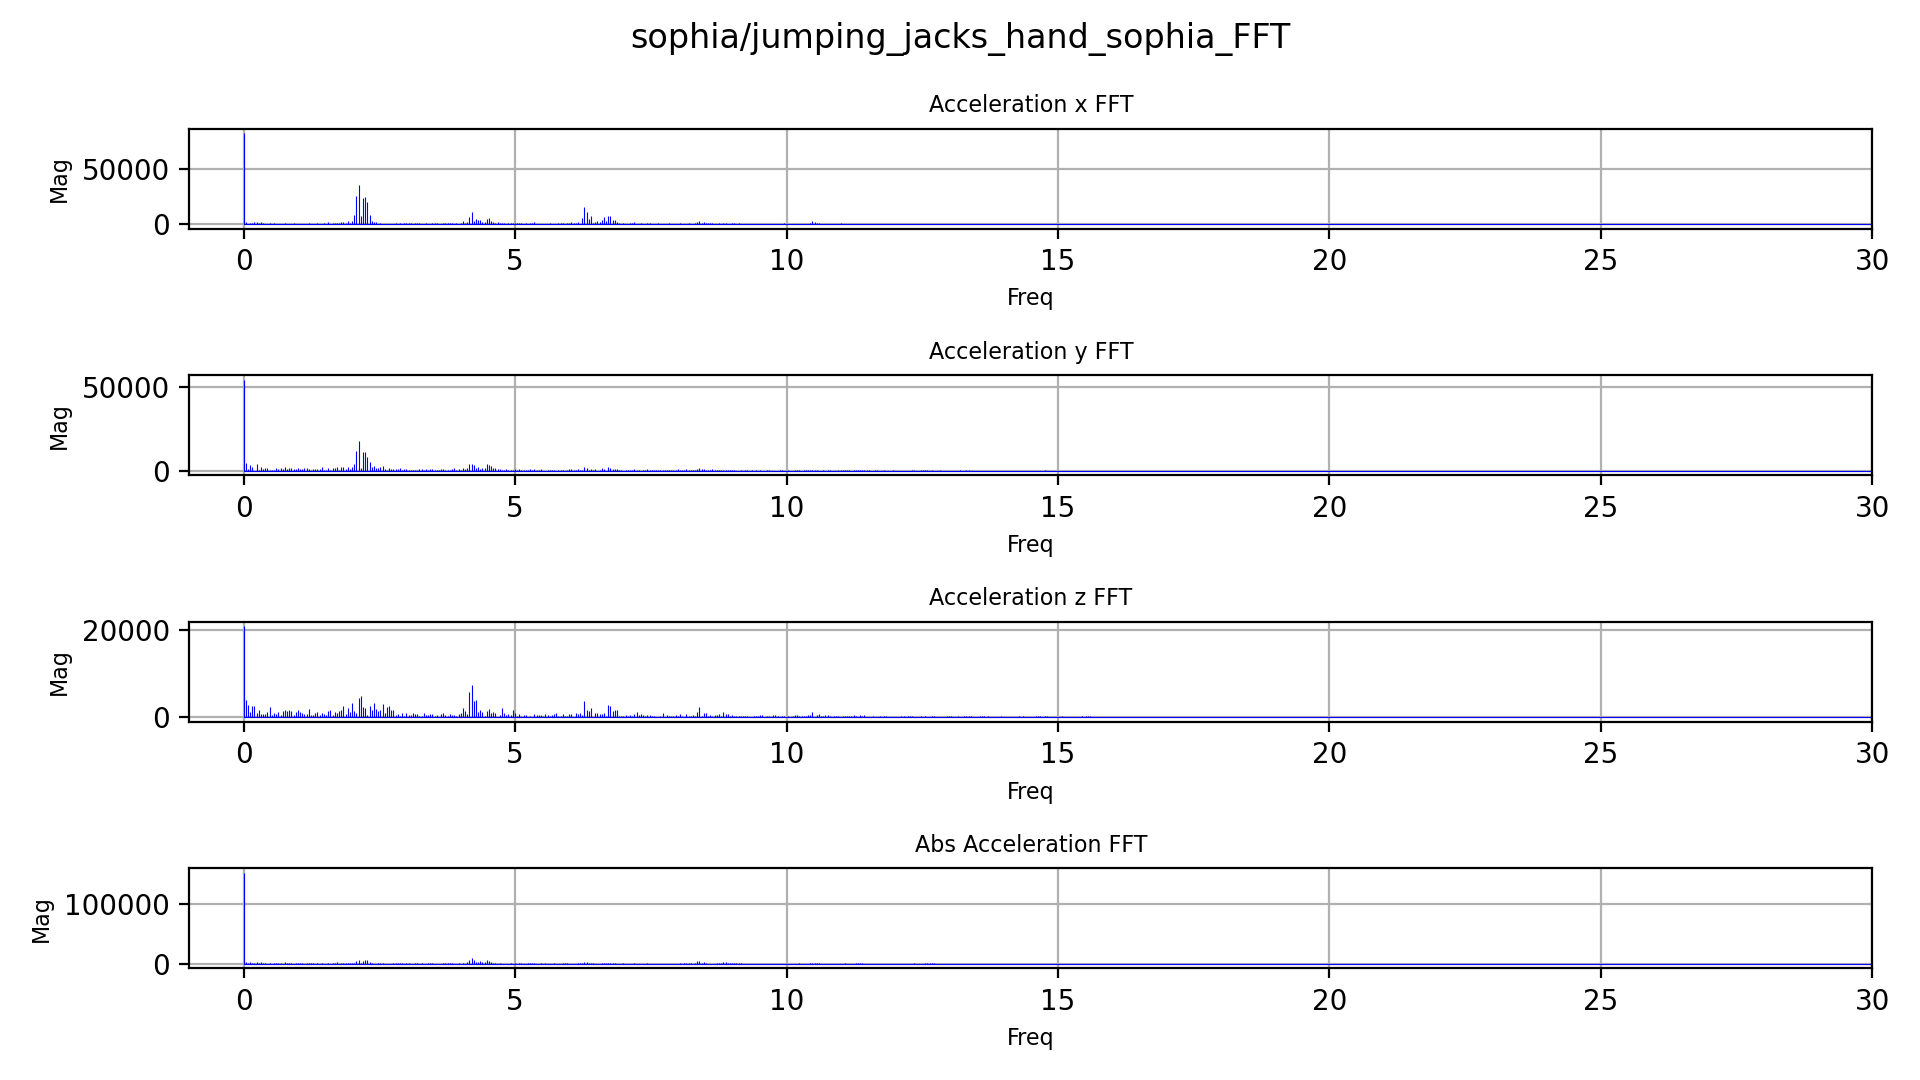 sophia/jumping_jacks_hand_sophia_FFT
Acceleration x FFT
Mag
50000
0
0 5 10 15 20 25 30
Freq
Acceleration y FFT
Mag
50000
0
0 5 10 15 20 25 30
Freq
Acceleration z FFT
Mag
20000
0
0 5 10 15 20 25 30
Freq
Abs Acceleration FFT
Mag
100000
0
0 5 10 15 20 25 30
Freq